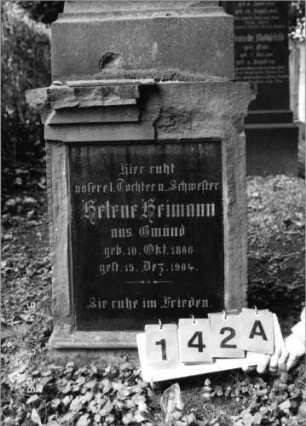 Hier ruht
unsere l. Tochter u. Schwester
Helene Heimann
aus Gmünd
geb. 10. Okt. 1886
gest. 15. Dez. 1904.
Sie ruhe im Frieden.
142A